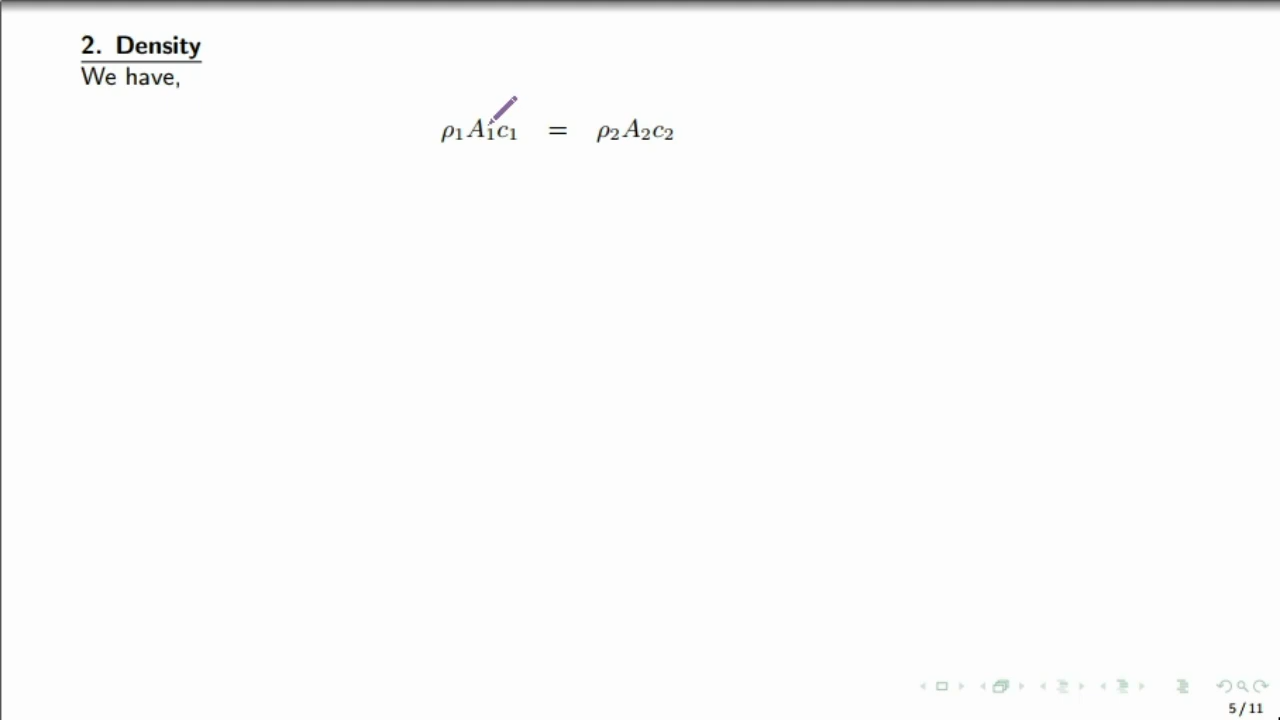 2. Density
We have,
ρ₁A₁c₁ = ρ₂A₂c₂
5 / 11